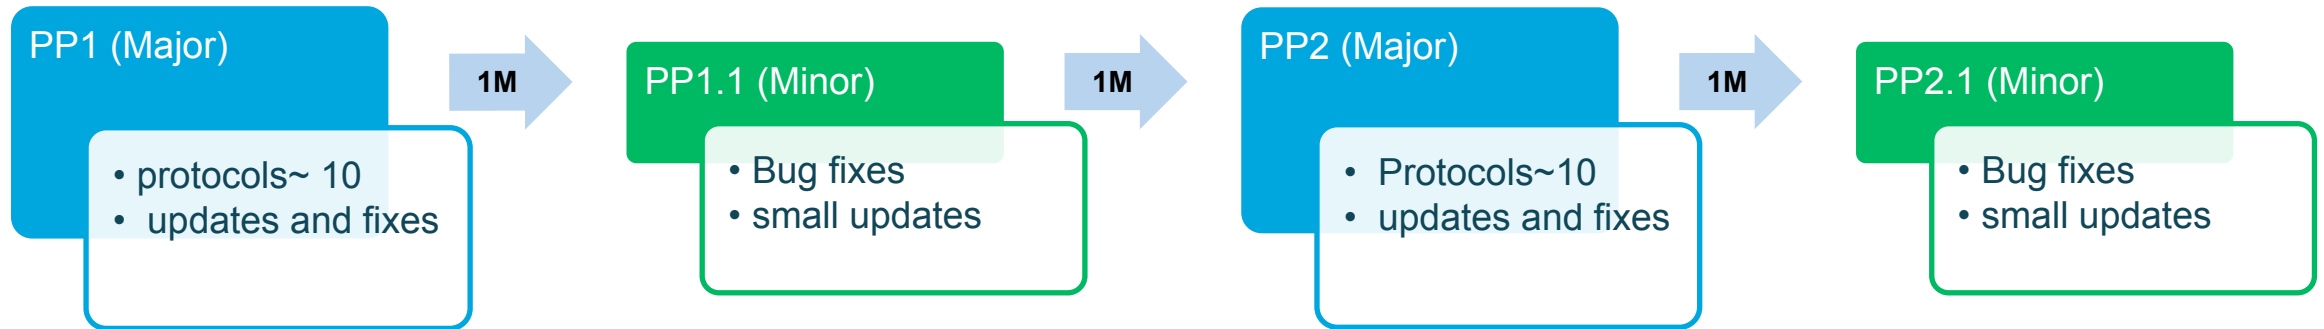 PP1 (Major)
• protocols~ 10
• updates and fixes
1M
PP1.1 (Minor)
• Bug fixes
• small updates
1M
PP2 (Major)
• Protocols~10
• updates and fixes
1M
PP2.1 (Minor)
• Bug fixes
• small updates